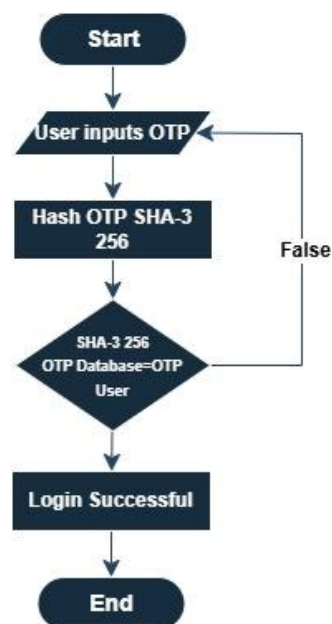 Start
User inputs OTP
Hash OTP SHA-3
256
False
SHA-3 256
OTP Database=OTP
User
Login Successful
End